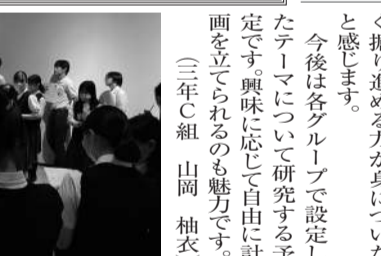 く振り進める力が身についた
と感じます。
今後は各グループで設定し
たテーマについて研究する予
定です。興味に応じて自由に計
画を立てられるのも魅力です。
（三年Ｃ組　山岡　柚衣）